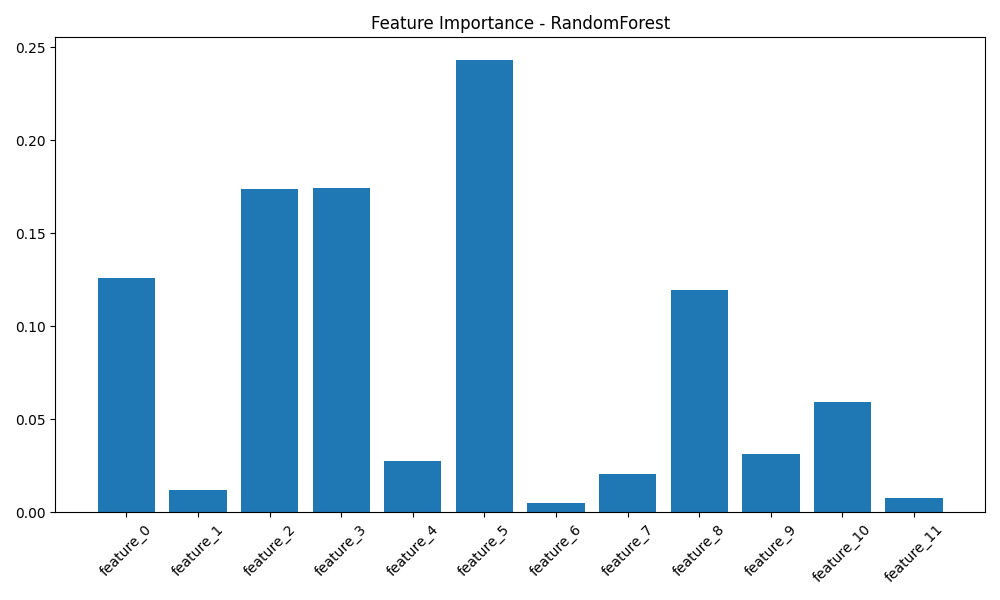 Feature Importance - RandomForest
0.25
0.20
0.15
0.10
0.05
0.00
feature_0
feature_1
feature_2
feature_3
feature_4
feature_5
feature_6
feature_7
feature_8
feature_9
feature_10
feature_11